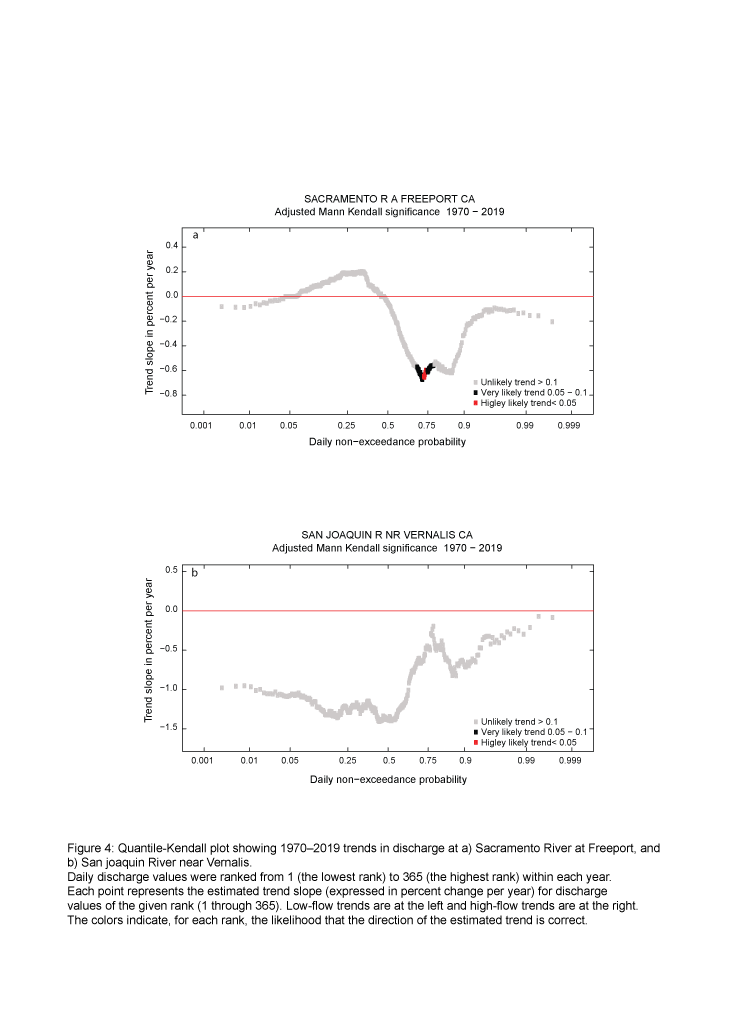 SACRAMENTO R A FREEPORT CA
Adjusted Mann Kendall significance 1970 − 2019
a
Trend slope in percent per year
0.4
0.2
0.0
−0.2
−0.4
−0.6
−0.8
Unlikely trend > 0.1
Very likely trend 0.05 − 0.1
Higley likely trend< 0.05
0.001 0.01 0.05 0.25 0.5 0.75 0.9 0.99 0.999
Daily non−exceedance probability
SAN JOAQUIN R NR VERNALIS CA
Adjusted Mann Kendall significance 1970 − 2019
b
Trend slope in percent per year
0.5
0.0
−0.5
−1.0
−1.5
Unlikely trend > 0.1
Very likely trend 0.05 − 0.1
Higley likely trend< 0.05
0.001 0.01 0.05 0.25 0.5 0.75 0.9 0.99 0.999
Daily non−exceedance probability
Figure 4: Quantile-Kendall plot showing 1970–2019 trends in discharge at a) Sacramento River at Freeport, and
b) San joaquin River near Vernalis.
Daily discharge values were ranked from 1 (the lowest rank) to 365 (the highest rank) within each year.
Each point represents the estimated trend slope (expressed in percent change per year) for discharge
values of the given rank (1 through 365). Low-flow trends are at the left and high-flow trends are at the right.
The colors indicate, for each rank, the likelihood that the direction of the estimated trend is correct.